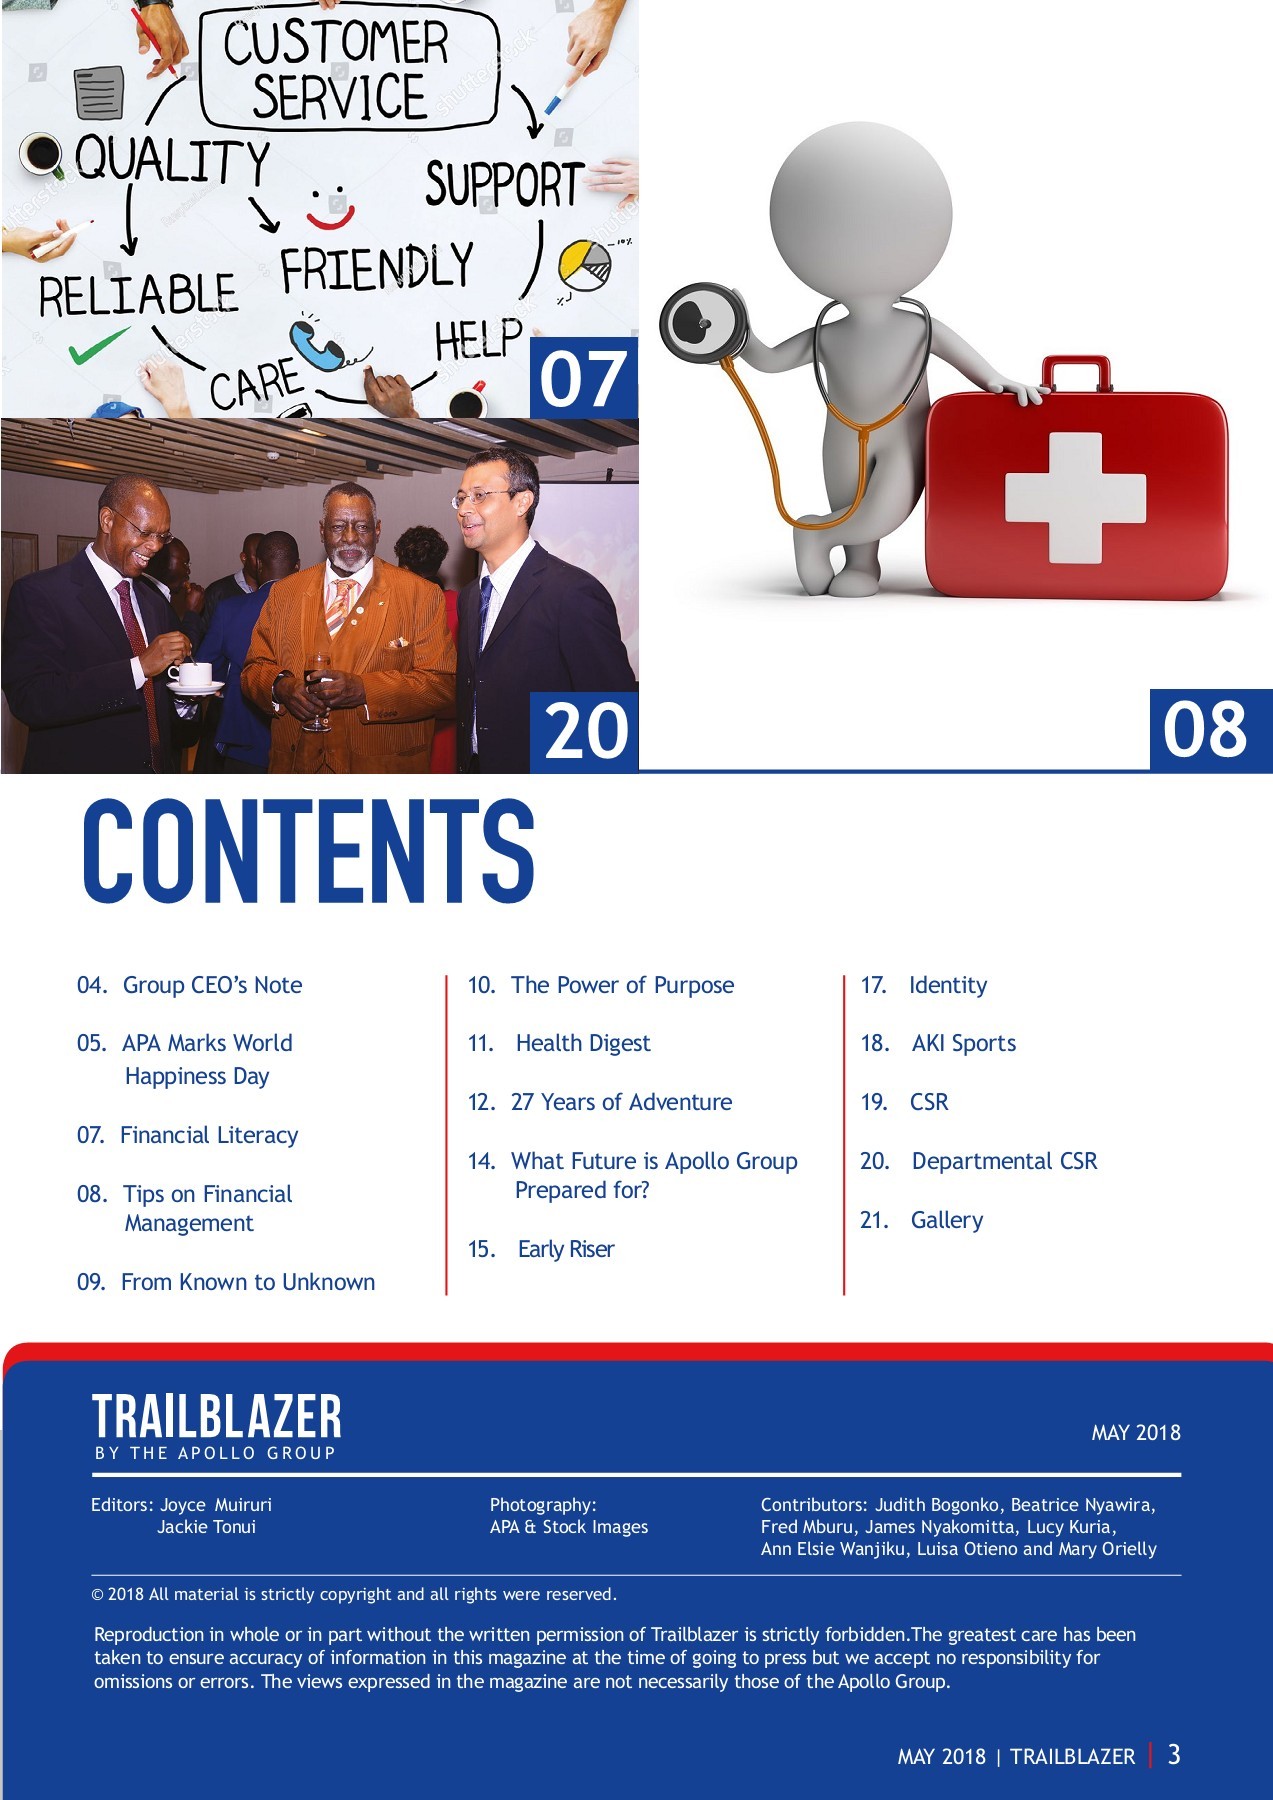 CUSTOMER
SERVICE
QUALITY
SUPPORT
FRIENDLY
RELIABLE
HELP
CARE
10%
07
20
08
CONTENTS
04. Group CEO’s Note
05. APA Marks World
Happiness Day
07. Financial Literacy
08. Tips on Financial
Management
09. From Known to Unknown
10. The Power of Purpose
11. Health Digest
12. 27 Years of Adventure
14. What Future is Apollo Group
Prepared for?
15. Early Riser
17. Identity
18. AKI Sports
19. CSR
20. Departmental CSR
21. Gallery
TRAILBLAZER
BY THE APOLLO GROUP
MAY 2018
Editors: Joyce Muiruri
Jackie Tonui
Photography:
APA & Stock Images
Contributors: Judith Bogonko, Beatrice Nyawira,
Fred Mburu, James Nyakomitta, Lucy Kuria,
Ann Elsie Wanjiku, Luisa Otieno and Mary Orielly
© 2018 All material is strictly copyright and all rights were reserved.
Reproduction in whole or in part without the written permission of Trailblazer is strictly forbidden.The greatest care has been
taken to ensure accuracy of information in this magazine at the time of going to press but we accept no responsibility for
omissions or errors. The views expressed in the magazine are not necessarily those of the Apollo Group.
MAY 2018 | TRAILBLAZER | 3